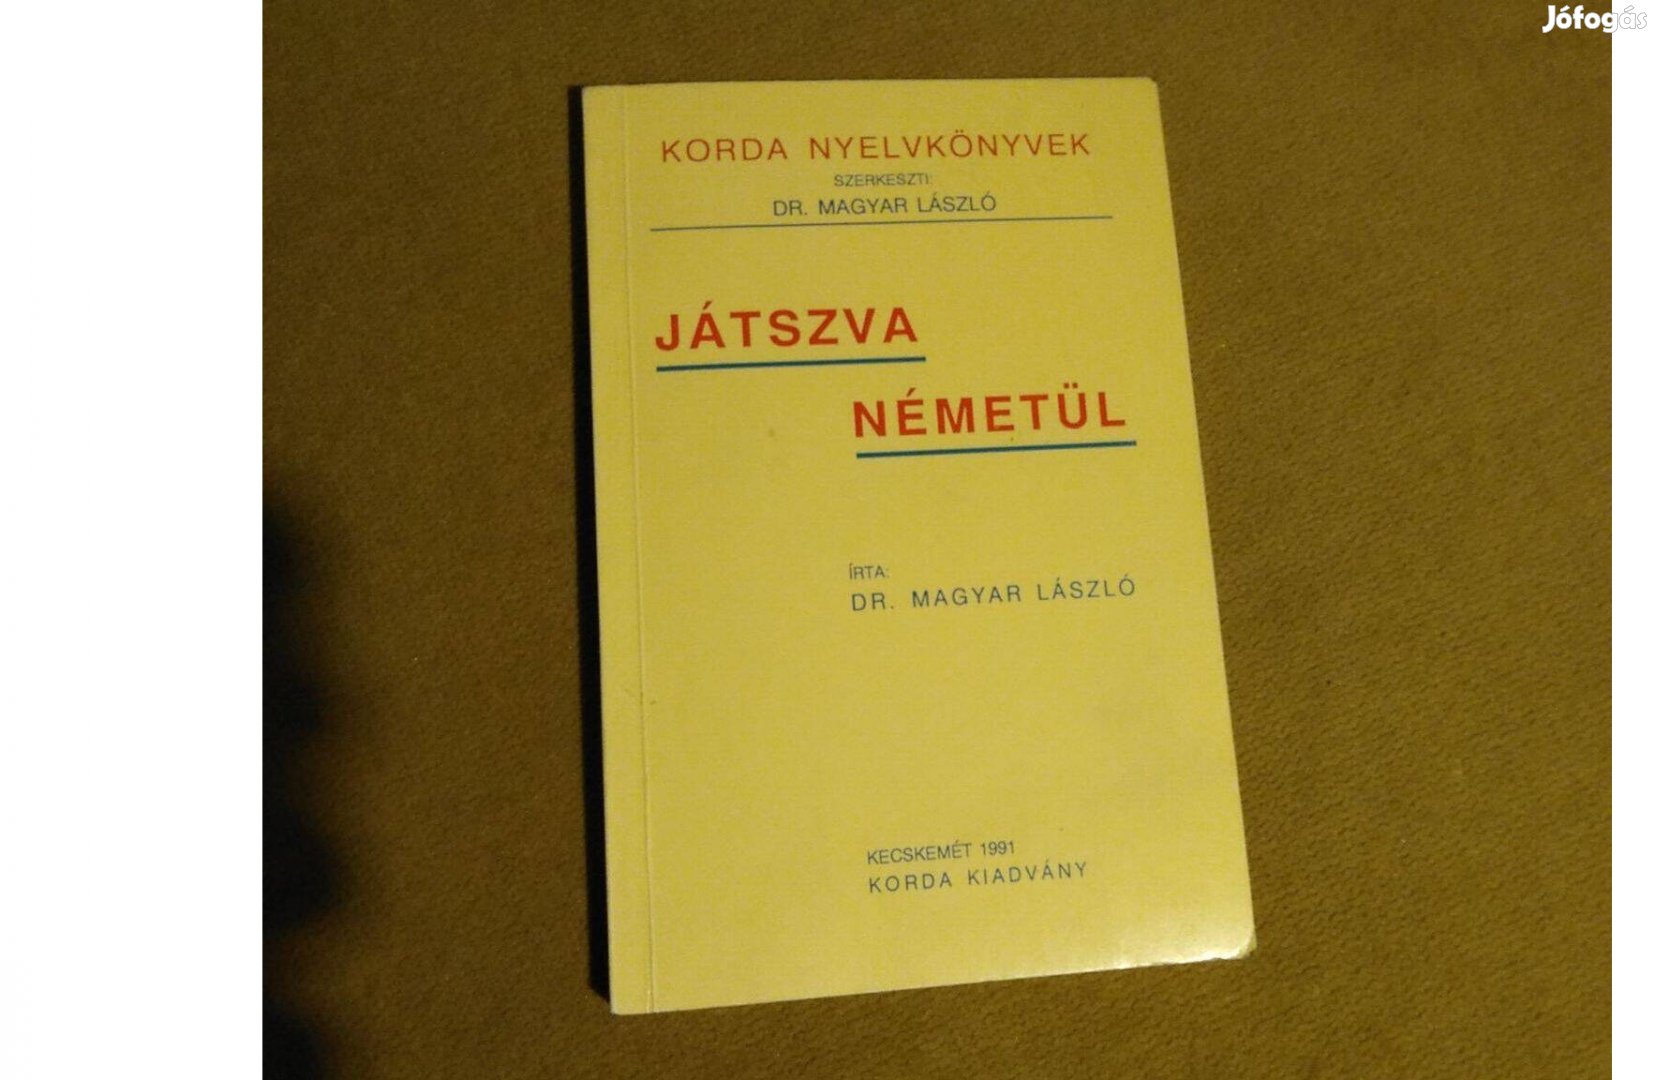 Jófogás
KORDA NYELVKÖNYVEK
SZERKESZTI:
DR. MAGYAR LÁSZLÓ
JÁTSZVA
NÉMETÜL
ÍRTA:
DR. MAGYAR LÁSZLÓ
KECSKEMÉT 1991
KORDA KIADVÁNY